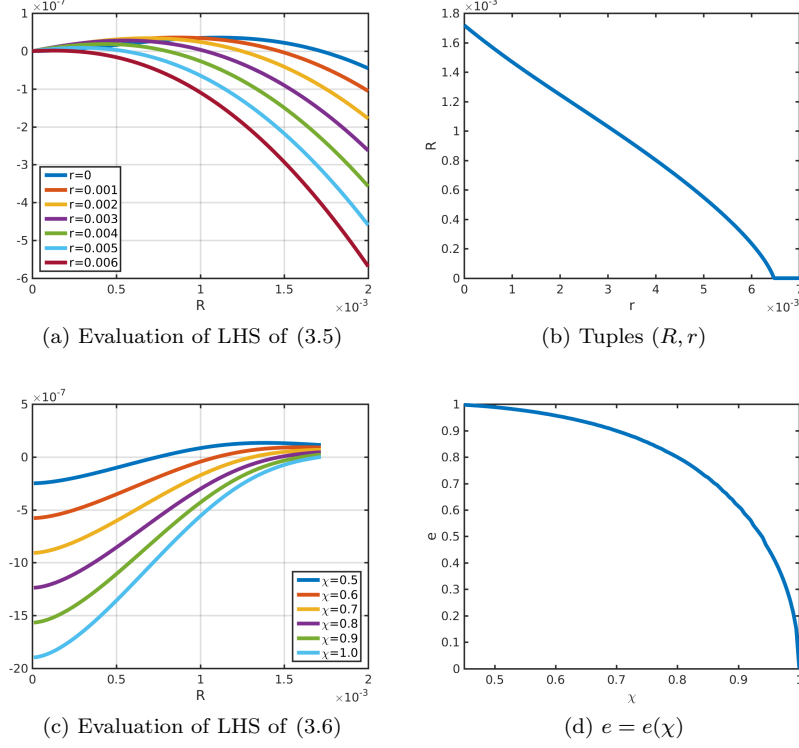 ×10⁻⁷
1
0
-1
-2
-3
-4
-5
-6
r=0
r=0.001
r=0.002
r=0.003
r=0.004
r=0.005
r=0.006
0 0.5 1 1.5 2
R
×10⁻³
(a) Evaluation of LHS of (3.5)
×10⁻³
1.8
1.6
1.4
1.2
1
0.8
0.6
0.4
0.2
0
R
0 1 2 3 4 5 6 7
r
×10⁻³
(b) Tuples (R, r)
×10⁻⁷
5
0
-5
-10
-15
-20
χ=0.5
χ=0.6
χ=0.7
χ=0.8
χ=0.9
χ=1.0
0 0.5 1 1.5 2
R
×10⁻³
(c) Evaluation of LHS of (3.6)
1
0.9
0.8
0.7
0.6
0.5
0.4
0.3
0.2
0.1
0
e
0.5 0.6 0.7 0.8 0.9 1
χ
(d) e = e(χ)